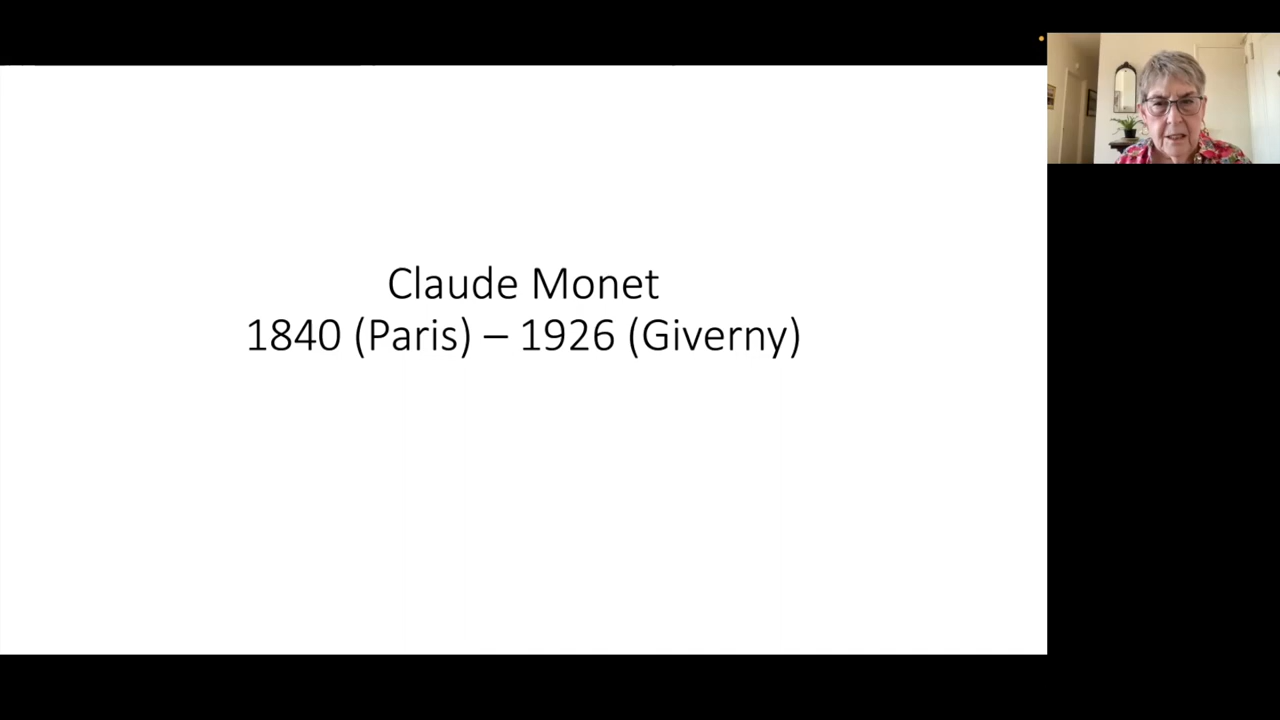 Claude Monet
1840 (Paris) – 1926 (Giverny)